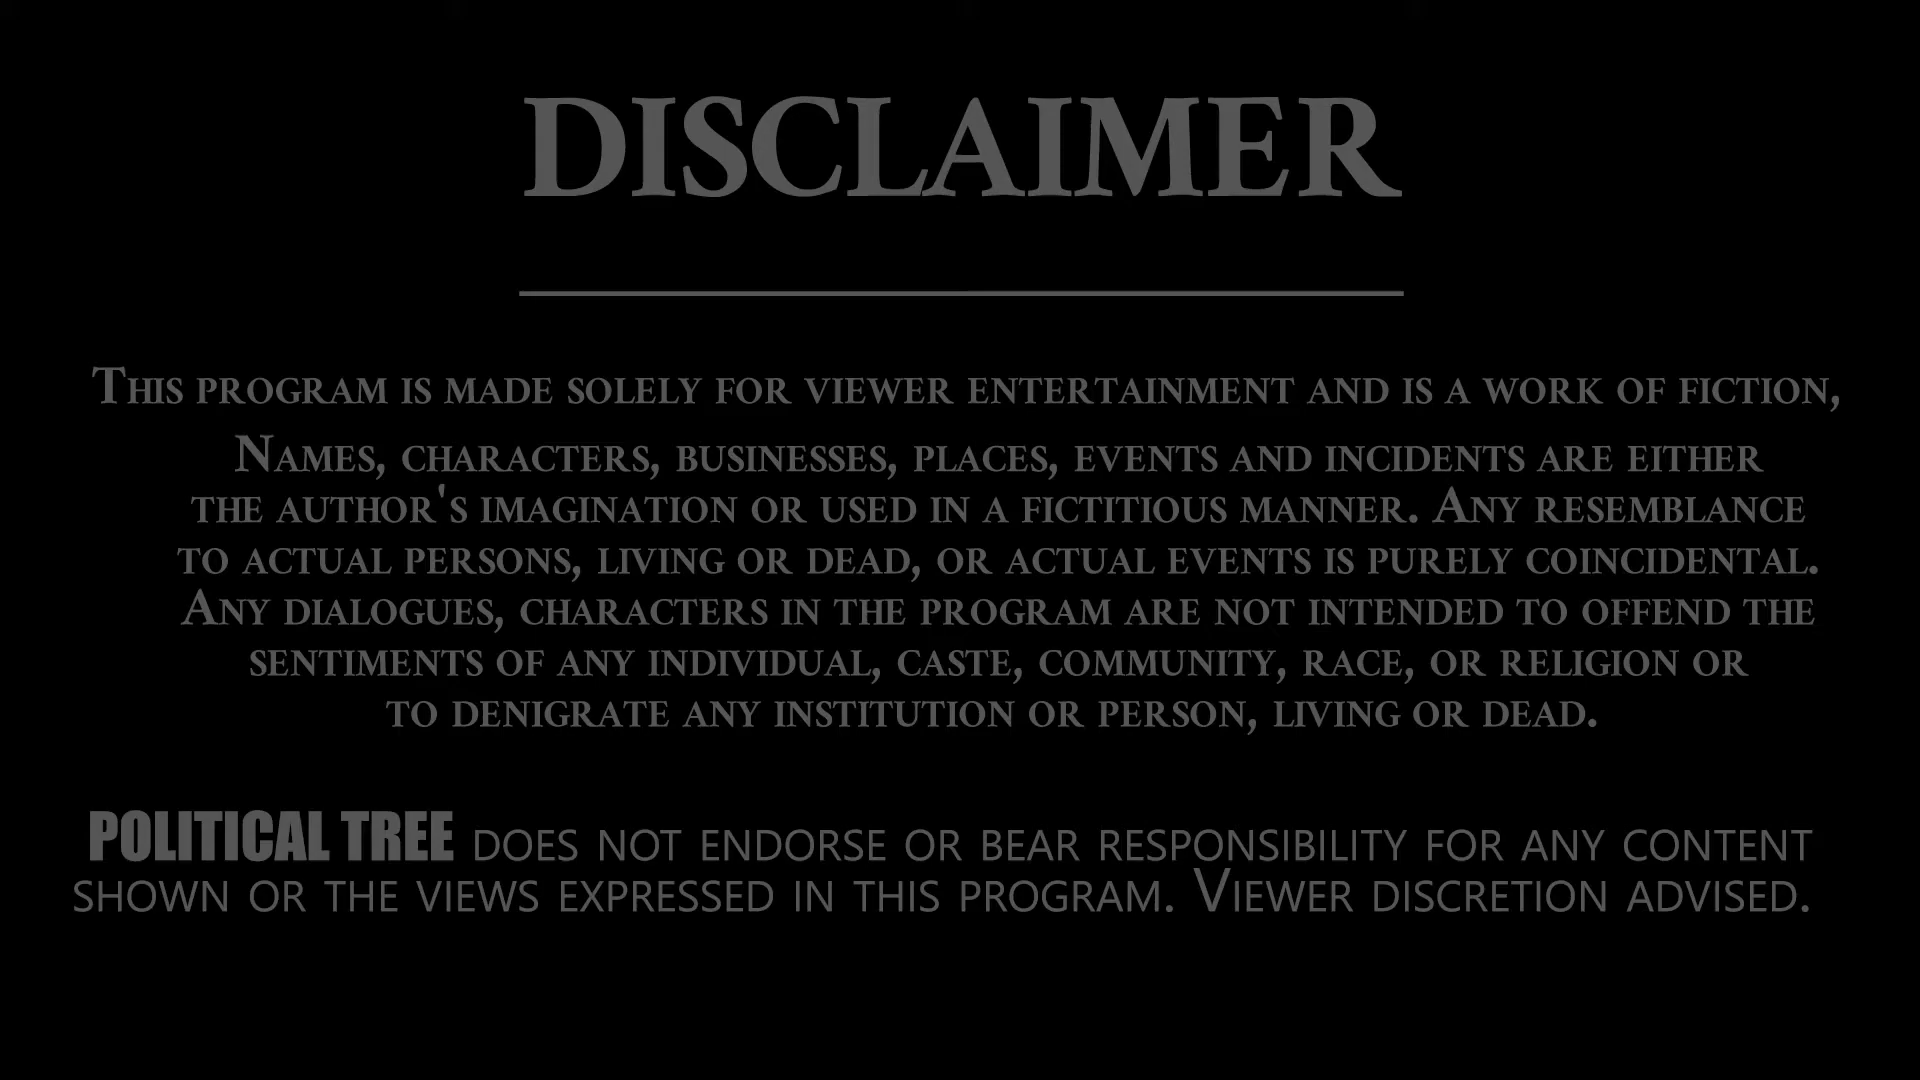 DISCLAIMER
This program is made solely for viewer entertainment and is a work of fiction,
Names, characters, businesses, places, events and incidents are either
the author's imagination or used in a fictitious manner. Any resemblance
to actual persons, living or dead, or actual events is purely coincidental.
Any dialogues, characters in the program are not intended to offend the
sentiments of any individual, caste, community, race, or religion or
to denigrate any institution or person, living or dead.
POLITICAL TREE does not endorse or bear responsibility for any content
shown or the views expressed in this program. Viewer discretion advised.